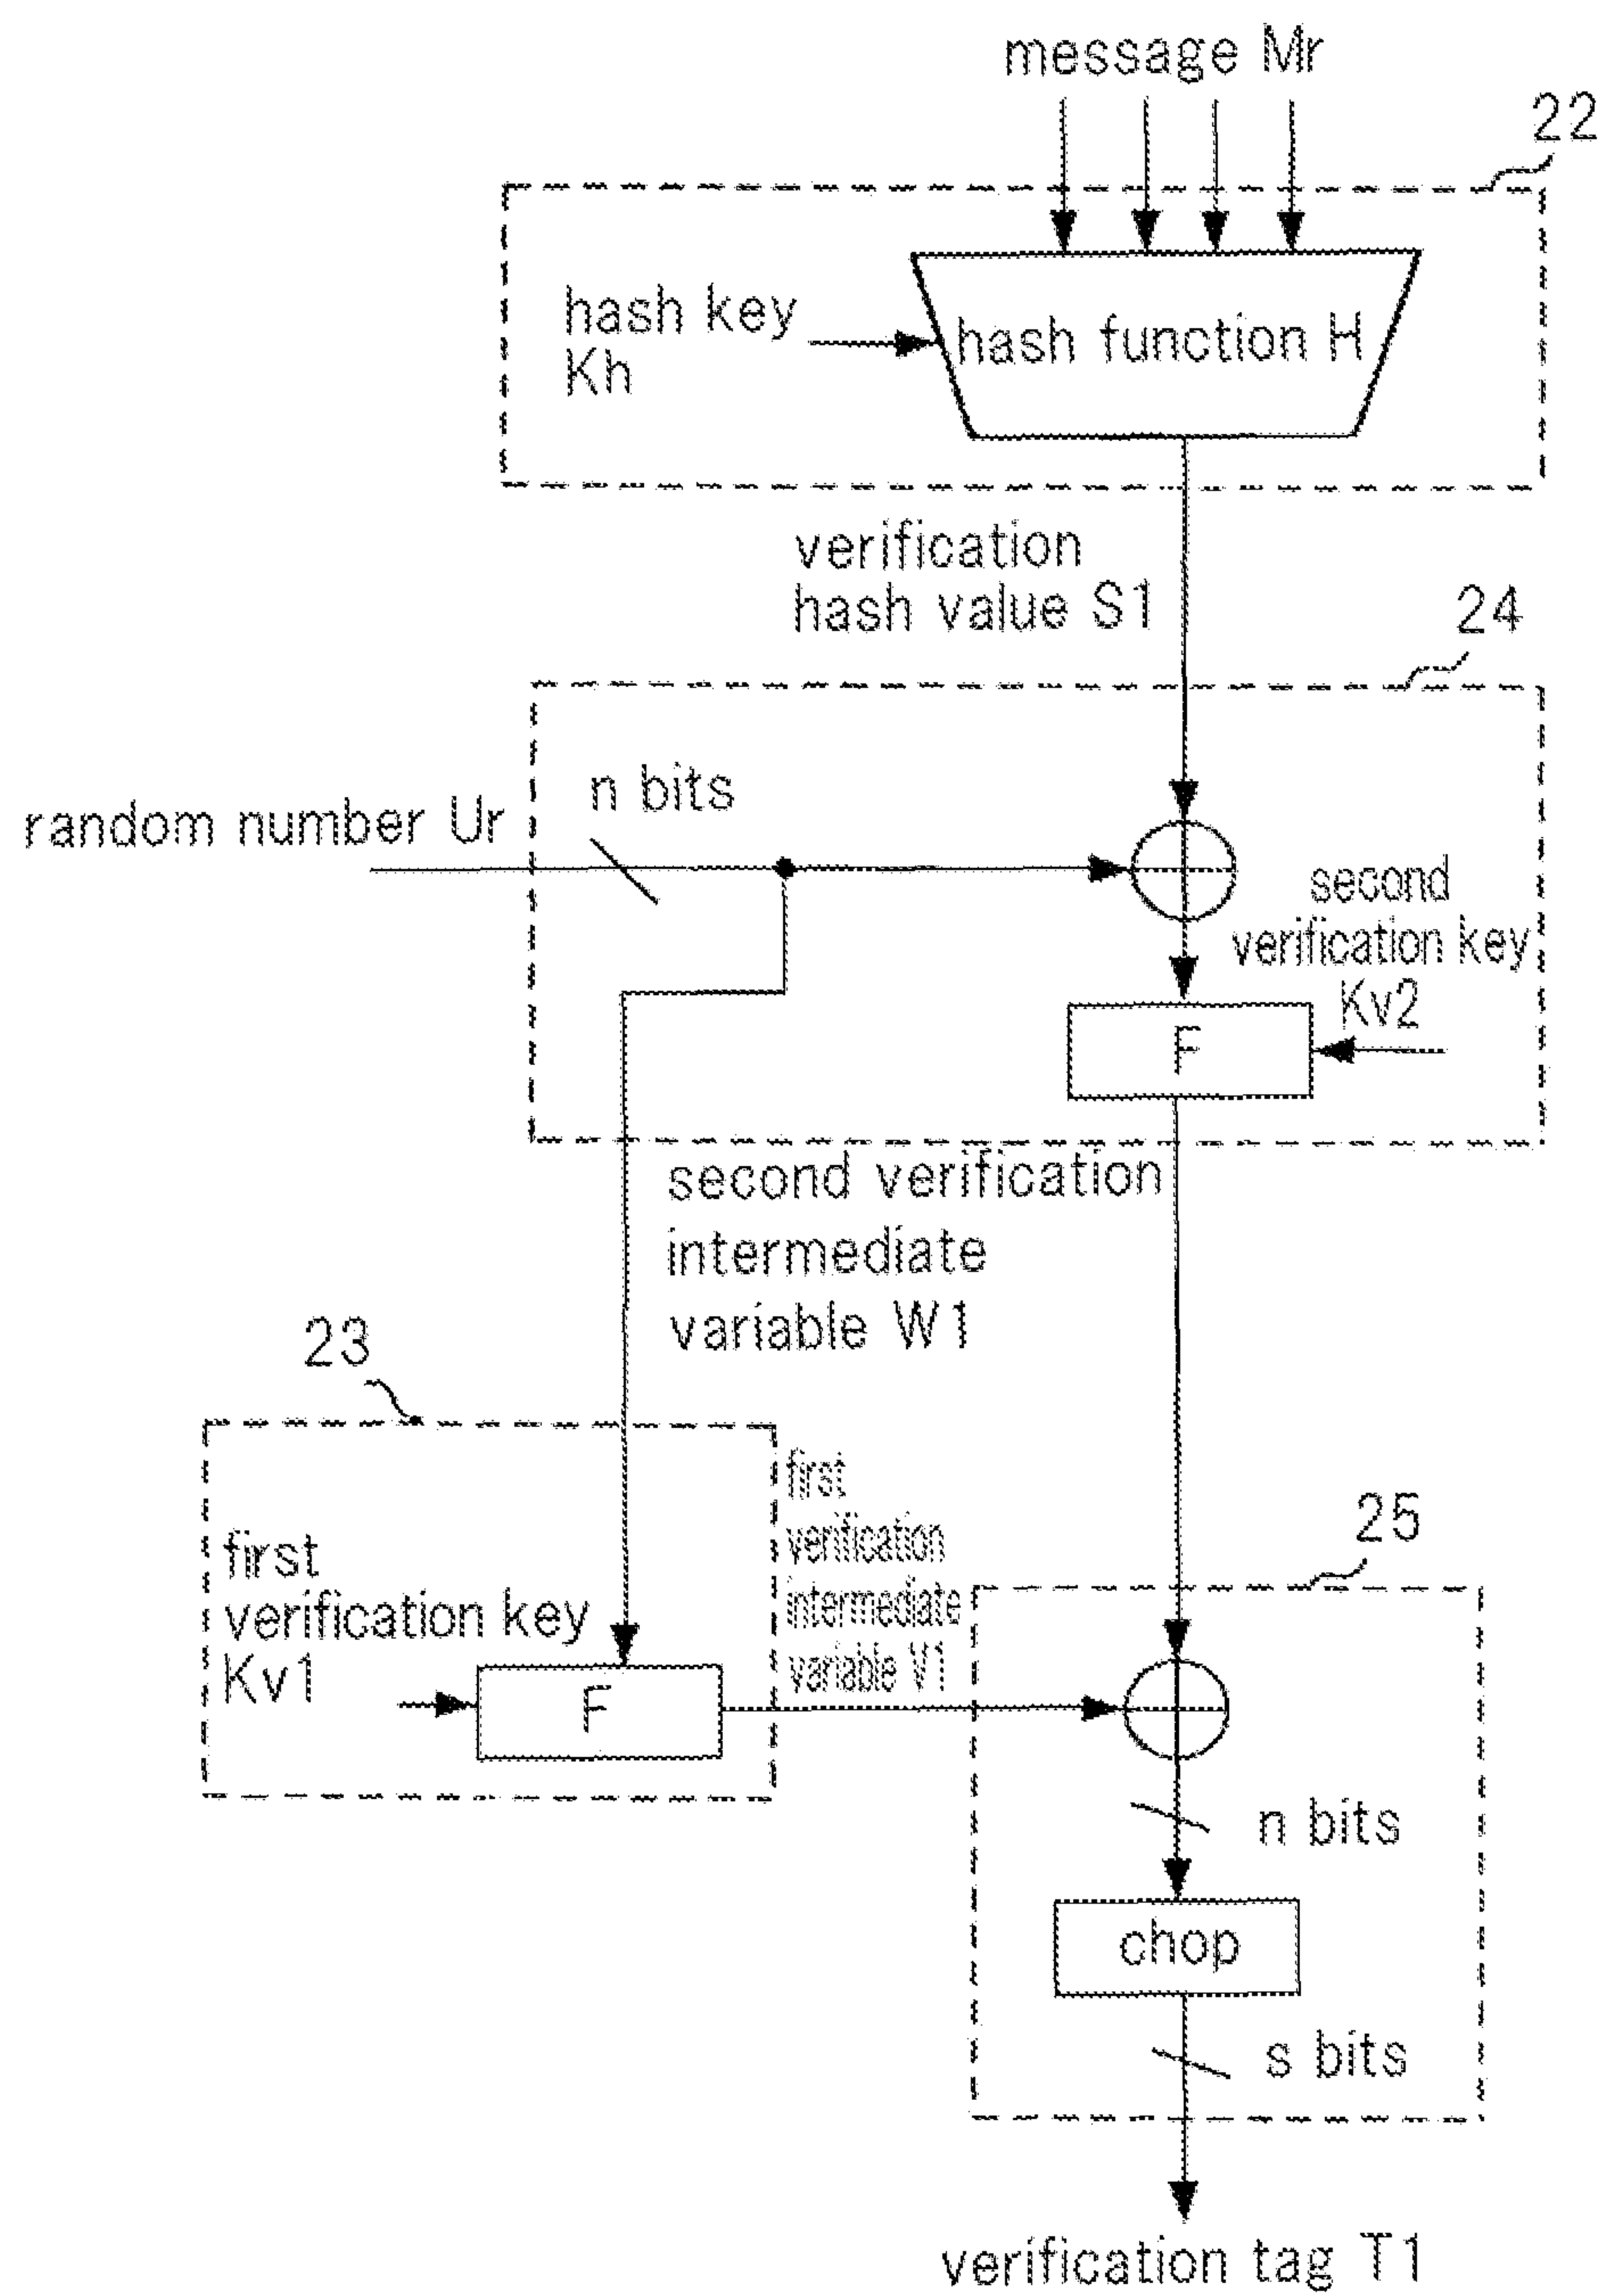 message Mr
22
hash key
Kh
hash function H
verification
hash value S1
24
n bits
random number Ur
second
verification key
Kv2
F
second verification
intermediate
variable W1
23
first
verification
intermediate
variable V1
25
first
verification key
Kv1
F
n bits
chop
s bits
verification tag T1